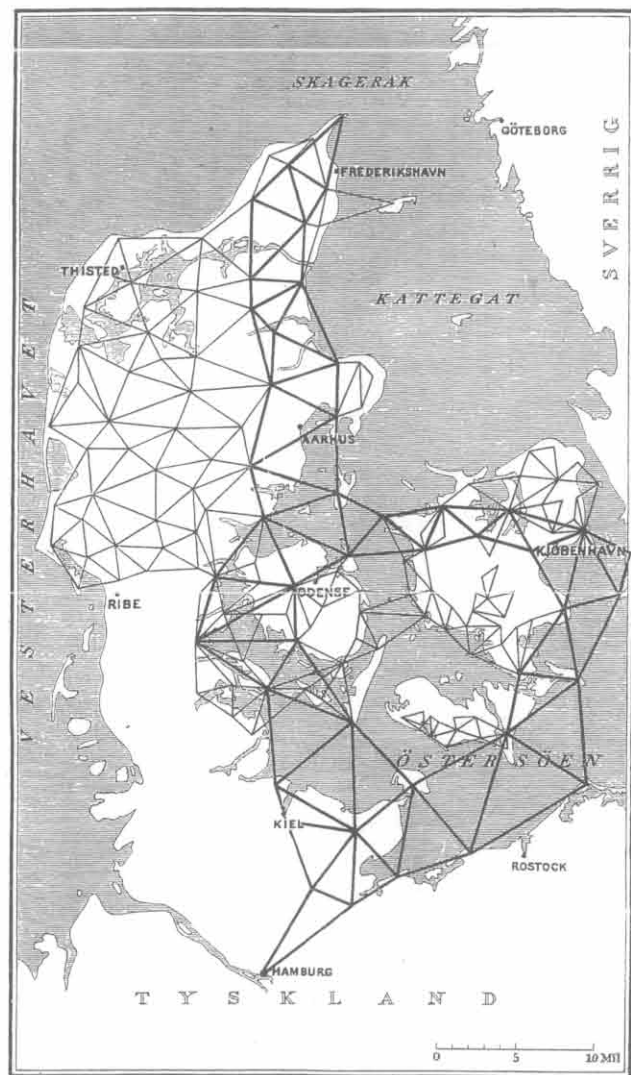 SKAGERAK
GÖTEBORG
FREDERIKSHAVN
SVERRIG
THISTED
KATTEGAT
VESTERHAVET
AARHUS
KJÖBENHAVN
ODENSE
RIBE
ÖSTERSÖEN
KIEL
ROSTOCK
HAMBURG
TYSKLAND
0 5 10 Mil